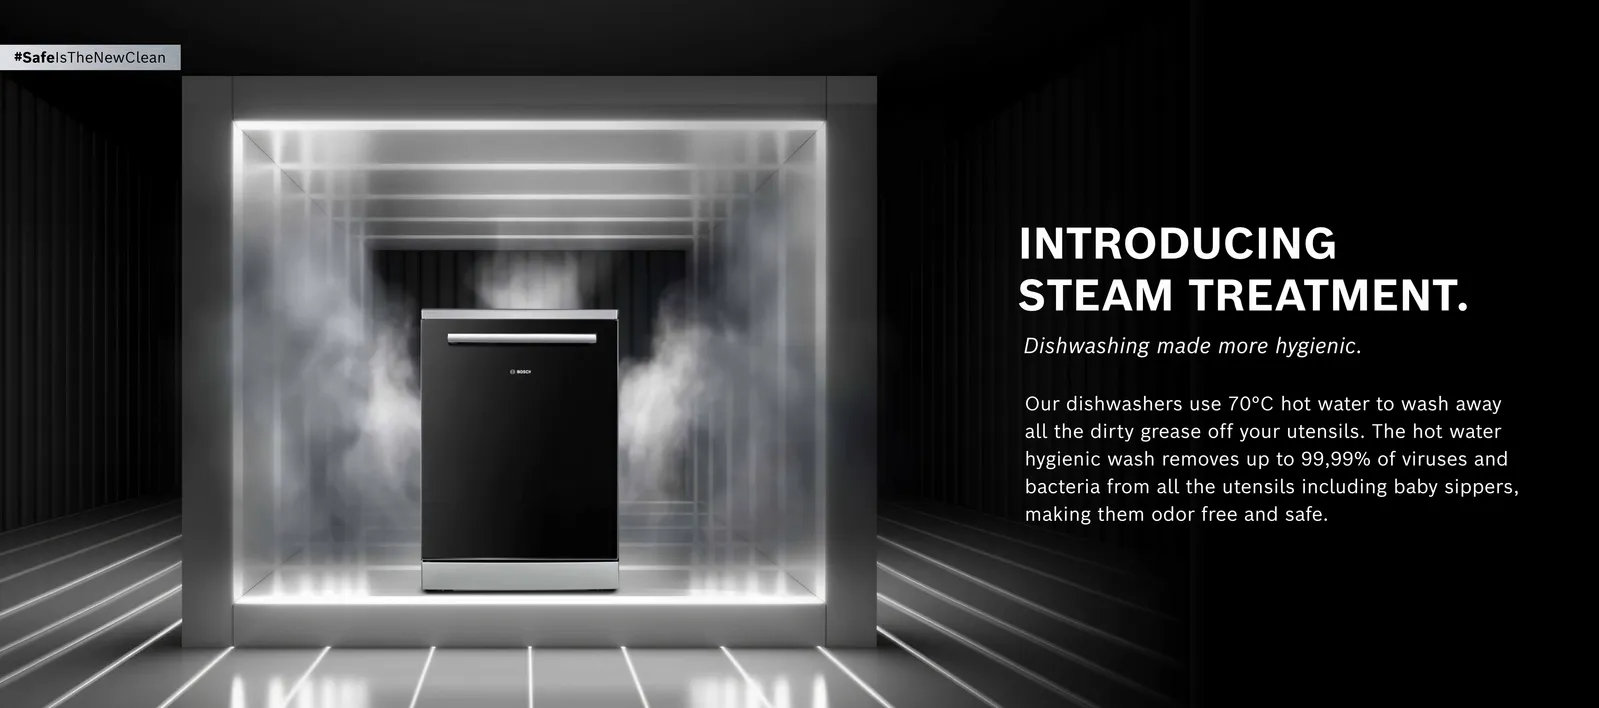 #SafeIsTheNewClean
BOSCH
INTRODUCING
STEAM TREATMENT.
Dishwashing made more hygienic.
Our dishwashers use 70°C hot water to wash away
all the dirty grease off your utensils. The hot water
hygienic wash removes up to 99,99% of viruses and
bacteria from all the utensils including baby sippers,
making them odor free and safe.